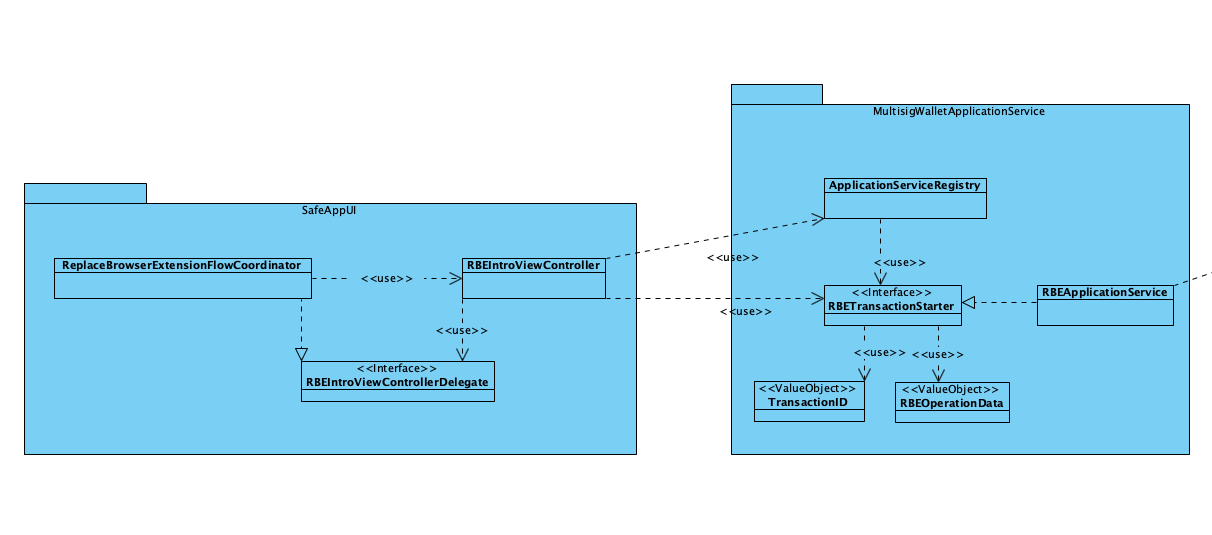 MultisigWalletApplicationService
ApplicationServiceRegistry
SafeAppUI
<<use>>
<<use>>
ReplaceBrowserExtensionFlowCoordinator
<<use>>
RBEIntroViewController
<<Interface>>
RBETransactionStarter
RBEApplicationService
<<use>>
<<use>>
<<use>>
<<use>>
<<Interface>>
RBEIntroViewControllerDelegate
<<ValueObject>>
TransactionID
<<ValueObject>>
RBEOperationData